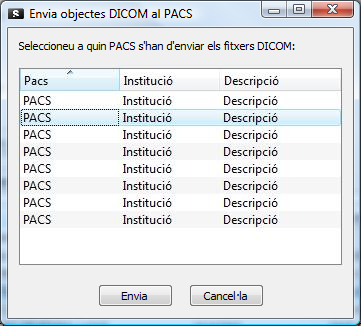 S Envia objectes DICOM al PACS
Seleccioneu a quin PACS s'han d'enviar els fitxers DICOM:
Pacs Institució Descripció
PACS Institució Descripció
PACS Institució Descripció
PACS Institució Descripció
PACS Institució Descripció
PACS Institució Descripció
PACS Institució Descripció
PACS Institució Descripció
PACS Institució Descripció
Envia Cancel·la